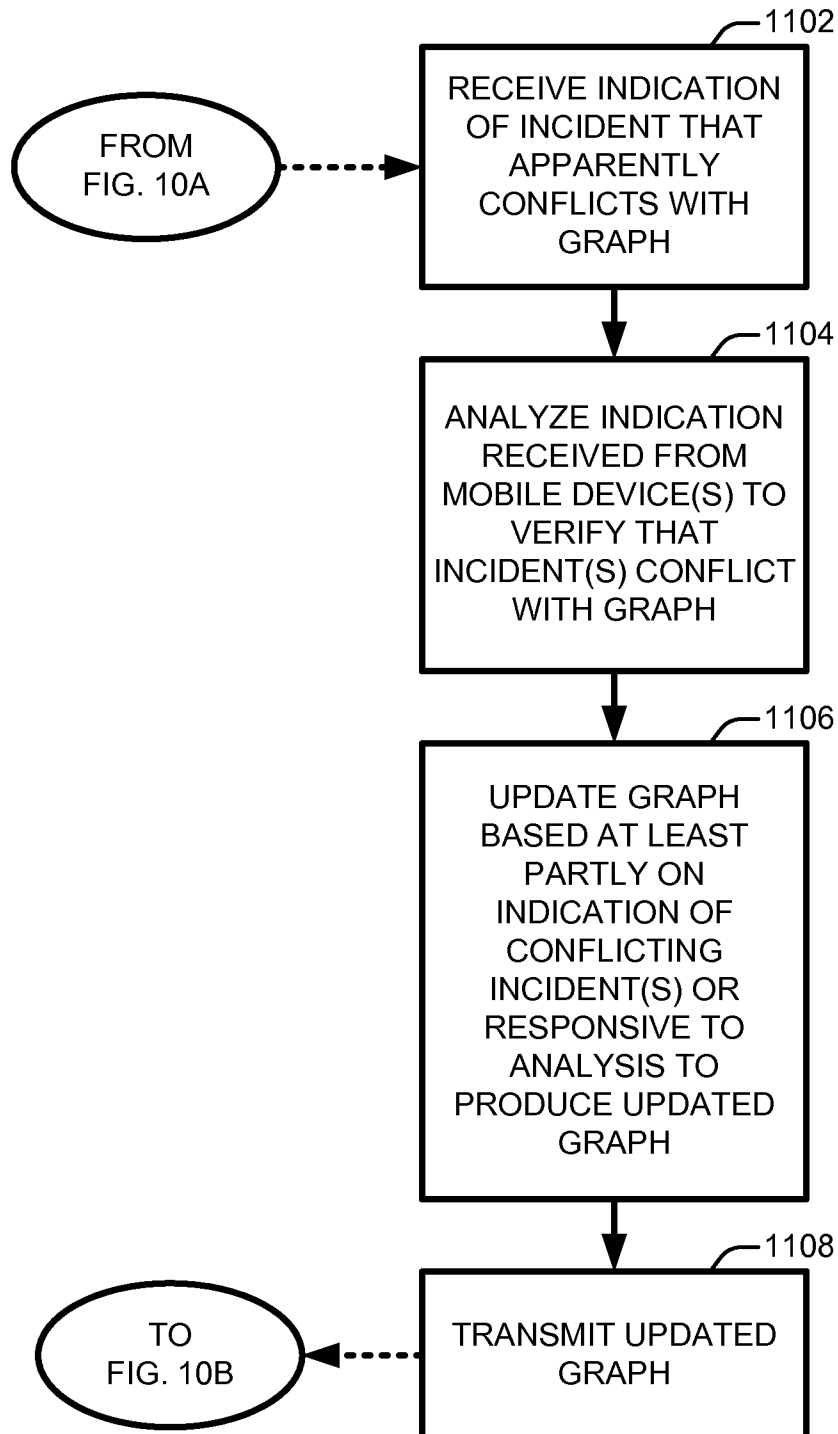 1102
RECEIVE INDICATION
OF INCIDENT THAT
APPARENTLY
CONFLICTS WITH
GRAPH
FROM
FIG. 10A
1104
ANALYZE INDICATION
RECEIVED FROM
MOBILE DEVICE(S) TO
VERIFY THAT
INCIDENT(S) CONFLICT
WITH GRAPH
1106
UPDATE GRAPH
BASED AT LEAST
PARTLY ON
INDICATION OF
CONFLICTING
INCIDENT(S) OR
RESPONSIVE TO
ANALYSIS TO
PRODUCE UPDATED
GRAPH
1108
TRANSMIT UPDATED
GRAPH
TO
FIG. 10B